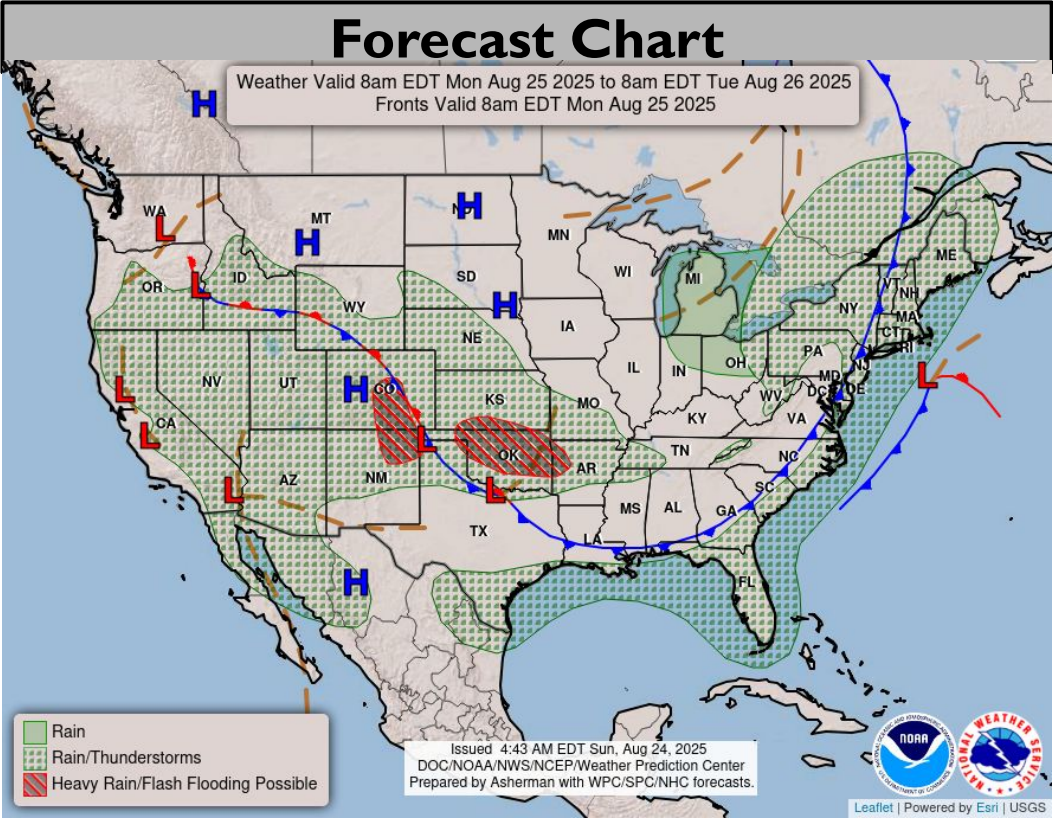 Forecast Chart
Weather Valid 8am EDT Mon Aug 25 2025 to 8am EDT Tue Aug 26 2025
Fronts Valid 8am EDT Mon Aug 25 2025
H
H
WA
L
MT
H
MN
OR
L
ID
WY
SD
H
WI
MI
ME
VT
NH
NY
MA
CT
RI
NE
IA
IL
IN
OH
PA
NJ
MD
DE
DC
L
NV
UT
H
CO
KS
MO
KY
WV
VA
L
CA
L
L
AZ
NM
L
OK
AR
TN
NC
SC
L
TX
LA
MS
AL
GA
FL
H
Rain
Rain/Thunderstorms
Heavy Rain/Flash Flooding Possible
Issued 4:43 AM EDT Sun, Aug 24, 2025
DOC/NOAA/NWS/NCEP/Weather Prediction Center
Prepared by Asherman with WPC/SPC/NHC forecasts.
NOAA
NATIONAL WEATHER SERVICE
Leaflet | Powered by Esri | USGS